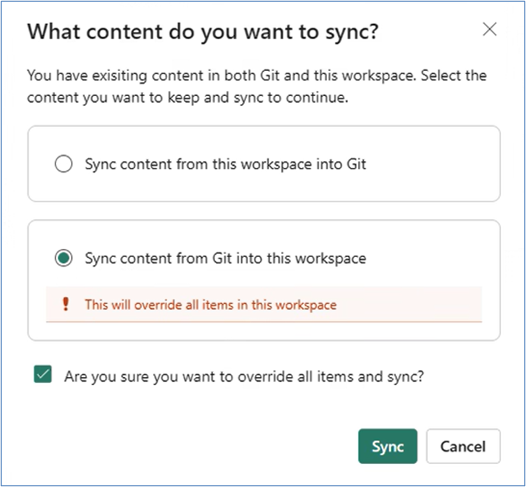 What content do you want to sync?
You have exisiting content in both Git and this workspace. Select the
content you want to keep and sync to continue.
Sync content from this workspace into Git
Sync content from Git into this workspace
This will override all items in this workspace
Are you sure you want to override all items and sync?
Sync
Cancel